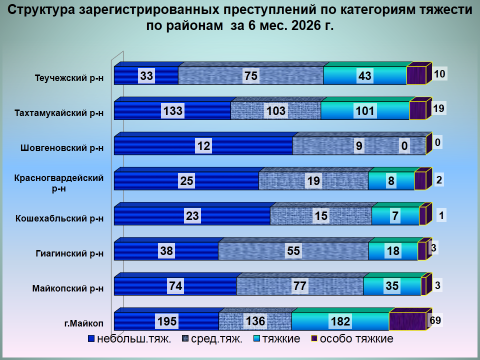 Структура зарегистрированных преступлений по категориям тяжести
по районам за 6 мес. 2026 г.
Теучежский р-н 33 75 43 10
Тахтамукайский р-н 133 103 101 19
Шовгеновский р-н 12 9 0 0
Красногвардейский
р-н 25 19 8 2
Кошехабльский р-н 23 15 7 1
Гиагинский р-н 38 55 18 3
Майкопский р-н 74 77 35 3
г.Майкоп 195 136 182 69
небольш.тяж. сред.тяж. тяжкие особо тяжкие